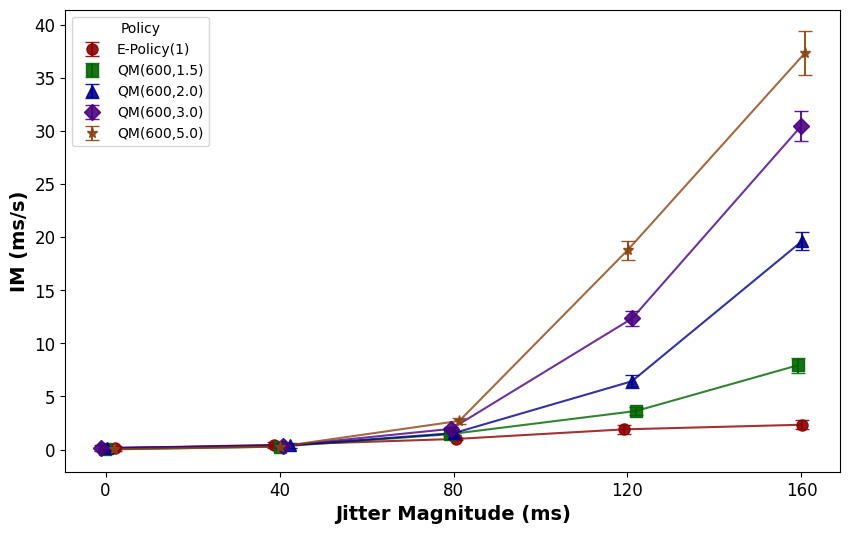 Policy
E-Policy(1)
QM(600,1.5)
QM(600,2.0)
QM(600,3.0)
QM(600,5.0)
IM (ms/s)
40
35
30
25
20
15
10
5
0
0 40 80 120 160
Jitter Magnitude (ms)